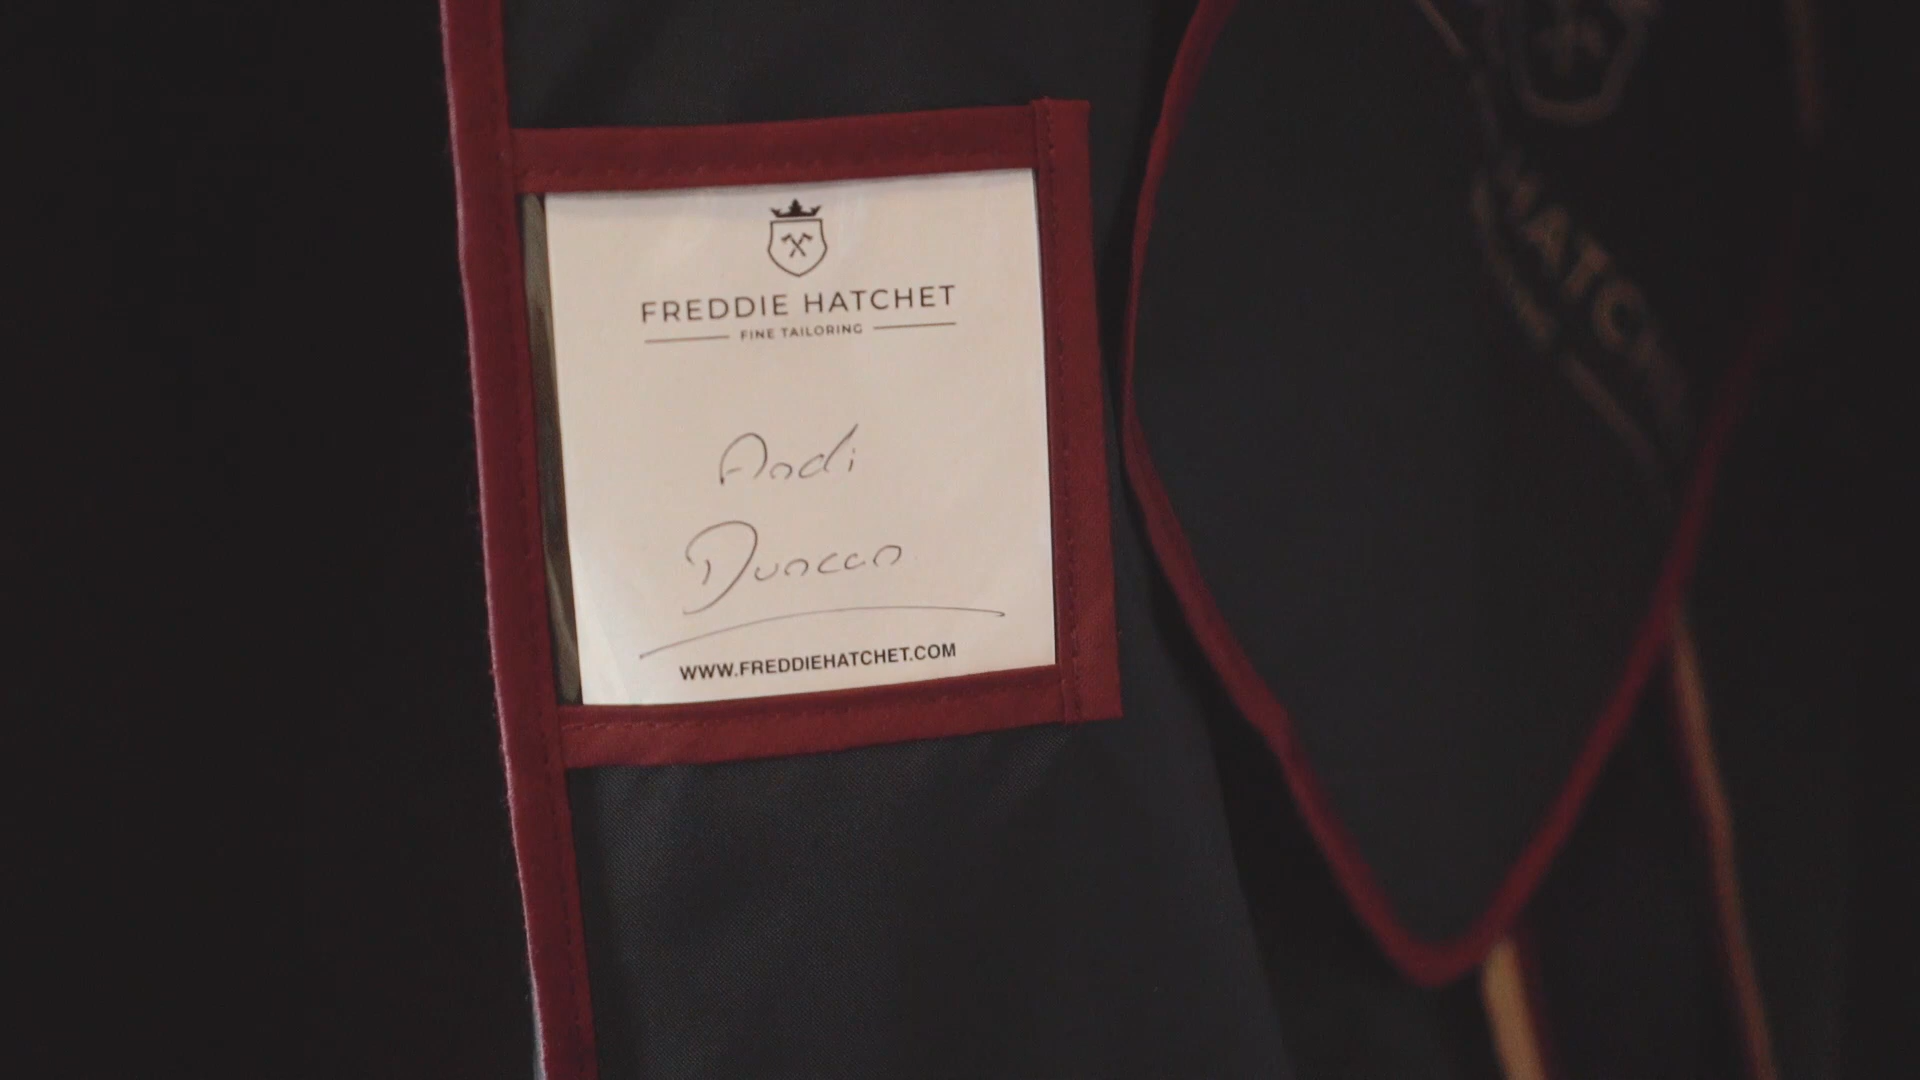 FREDDIE HATCHET
FINE TAILORING
Andi
Duncan
WWW.FREDDIEHATCHET.COM